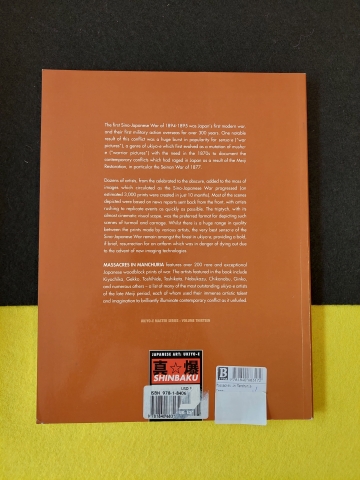 The first Sino-Japanese War of 1894-1895 was Japan's first modern war,
and their first military action overseas for over 300 years. One notable
result of this conflict was a huge burst in popularity for senso-e ("war
pictures"), a genre of ukiyo-e which first evolved as a mutation of musha-
e ("warrior pictures") with the need in the 1870s to document the
contemporary conflicts which had raged in Japan as a result of the Meiji
Restoration, in particular the Seinan War of 1877.
Dozens of artists, from the celebrated to the obscure, added to the mass of
images which circulated as the Sino-Japanese War progressed (an
estimated 3,000 prints were created in just 10 months). Most of the scenes
depicted were based on news reports sent back from the front, with artists
rushing to replicate events as quickly as possible. The triptych, with its
almost cinematic visual scope, was the preferred format for depicting such
scenes of turmoil and carnage. Whilst there is a huge range in quality
between the prints made by various artists, the very best senso-e of the
Sino-Japanese War remain amongst the finest in ukiyo-e, providing a bold,
if brief, resurrection for an art-form which was in danger of dying out due
to the advent of new imaging technologies.
MASSACRES IN MANCHURIA features over 200 rare and exceptional
Japanese woodblock prints of war. The artists featured in the book include
Kiyochika, Gekko, Toshihide, Toshikata, Nobukazu, Chikanobu, Ginko,
and numerous others – a list of many of the most outstanding ukiyo-e artists
of the late Meiji period, each of whom used their immense artistic talent
and imagination to brilliantly illuminate contemporary conflict as it unfolded.
UKIYO-E MASTER SERIES : VOLUME THIRTEEN
JAPANESE ART: UKIYO-E
真☆爆
SHINBAKU
ISBN 978-1-8406
USD
B